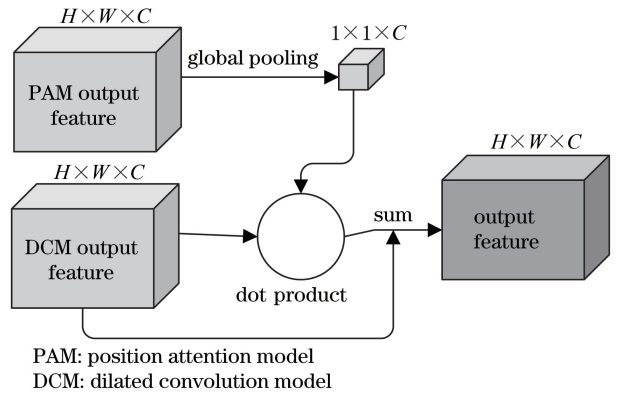 H×W×C
1×1×C
global pooling
PAM output
feature
H×W×C
H×W×C
DCM output
feature
sum
output
feature
dot product
PAM: position attention model
DCM: dilated convolution model